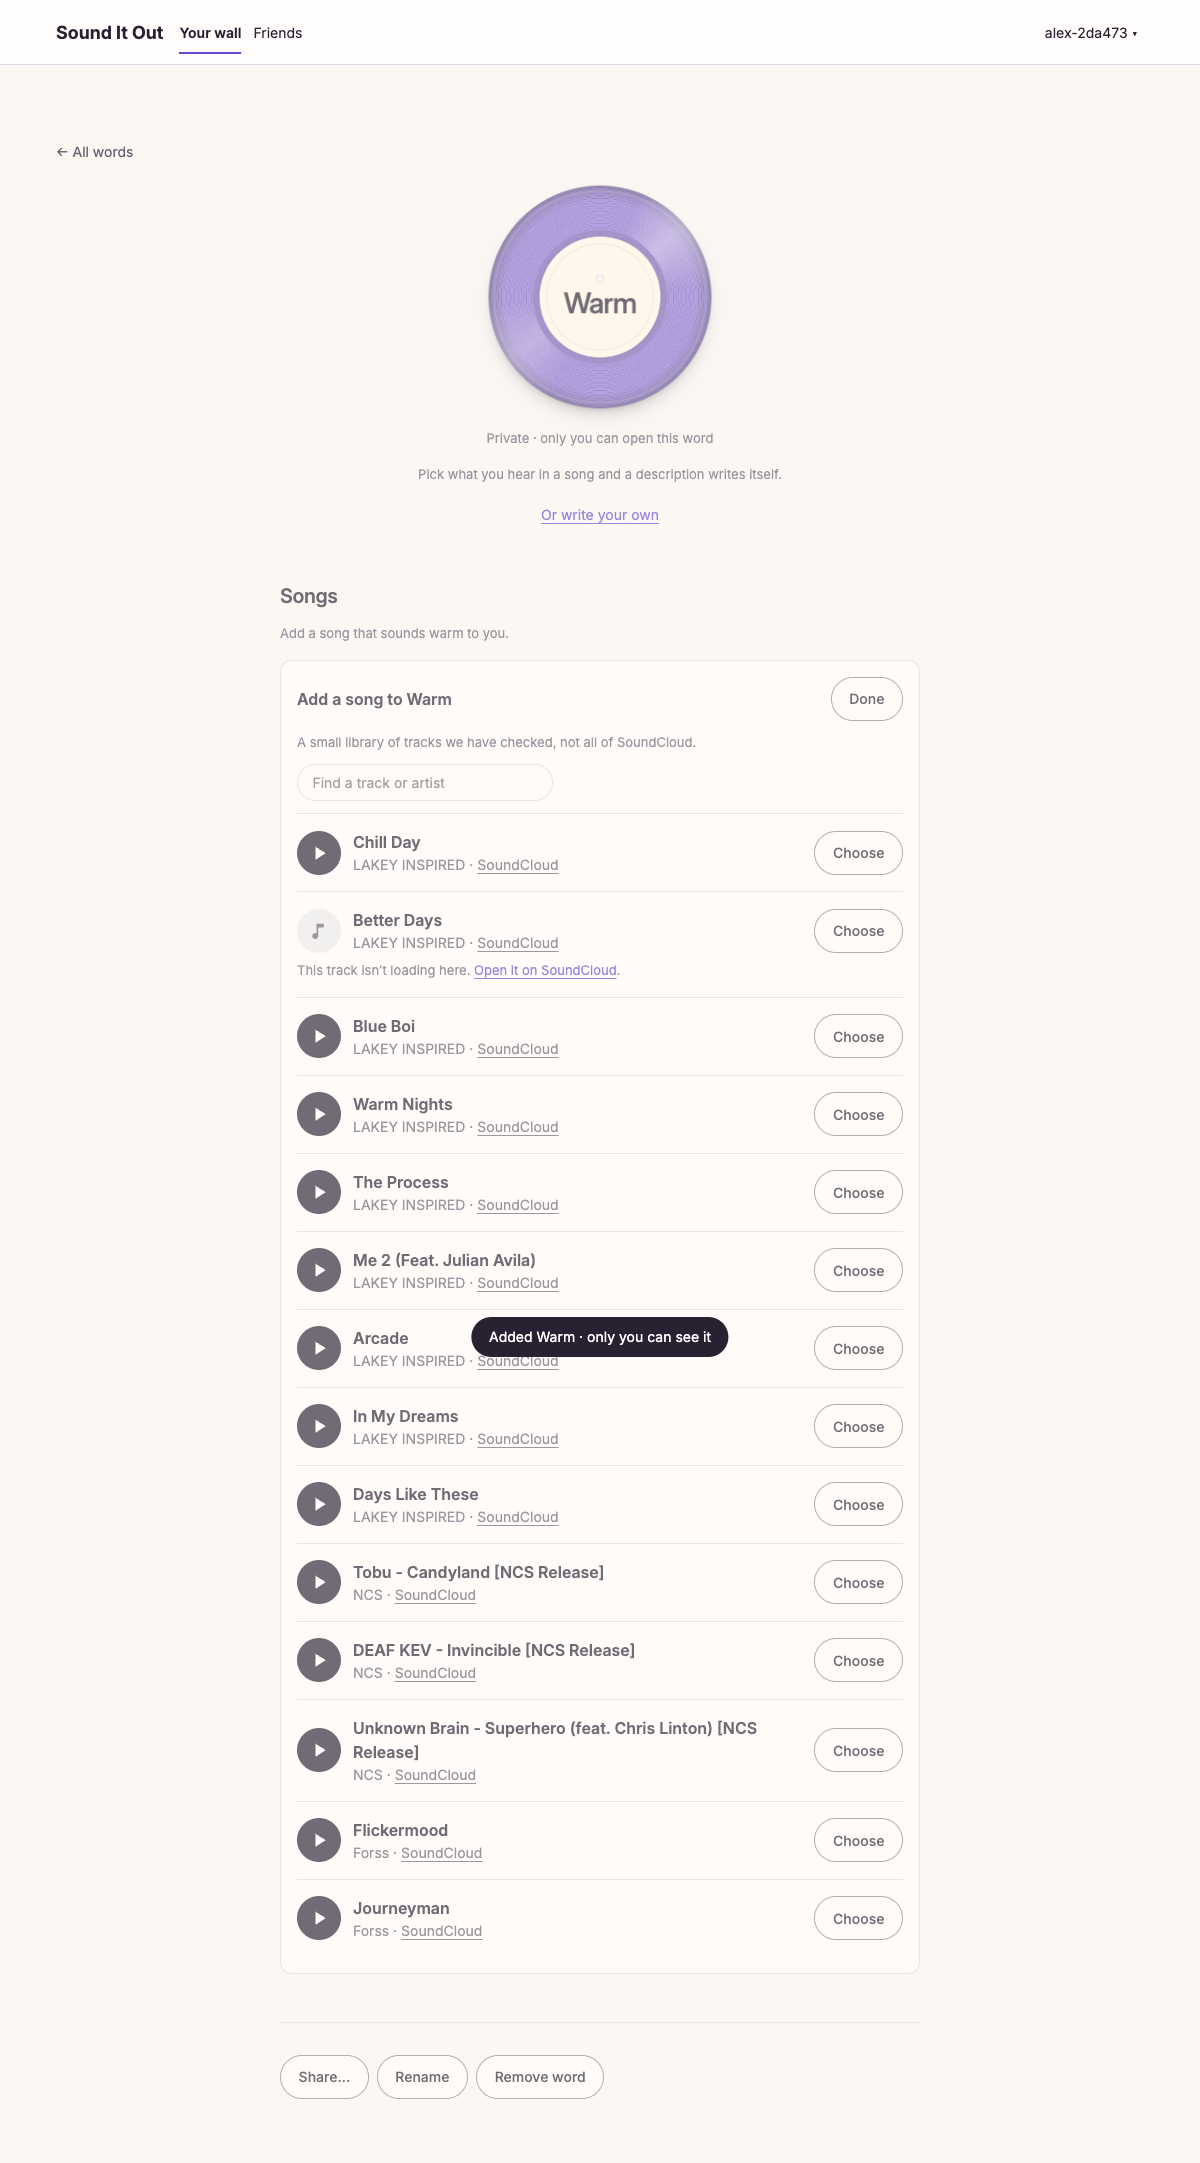 Sound It Out Your wall Friends alex-2da473 ▾
← All words
Warm
Private · only you can open this word
Pick what you hear in a song and a description writes itself.
Or write your own
Songs
Add a song that sounds warm to you.
Add a song to Warm Done
A small library of tracks we have checked, not all of SoundCloud.
Find a track or artist
Chill Day
LAKEY INSPIRED · SoundCloud
Choose
Better Days
LAKEY INSPIRED · SoundCloud
Choose
This track isn't loading here. Open it on SoundCloud.
Blue Boi
LAKEY INSPIRED · SoundCloud
Choose
Warm Nights
LAKEY INSPIRED · SoundCloud
Choose
The Process
LAKEY INSPIRED · SoundCloud
Choose
Me 2 (Feat. Julian Avila)
LAKEY INSPIRED · SoundCloud
Choose
Added Warm · only you can see it
Arcade
LAKEY INSPIRED · SoundCloud
Choose
In My Dreams
LAKEY INSPIRED · SoundCloud
Choose
Days Like These
LAKEY INSPIRED · SoundCloud
Choose
Tobu - Candyland [NCS Release]
NCS · SoundCloud
Choose
DEAF KEV - Invincible [NCS Release]
NCS · SoundCloud
Choose
Unknown Brain - Superhero (feat. Chris Linton) [NCS
Release]
NCS · SoundCloud
Choose
Flickermood
Forss · SoundCloud
Choose
Journeyman
Forss · SoundCloud
Choose
Share... Rename Remove word